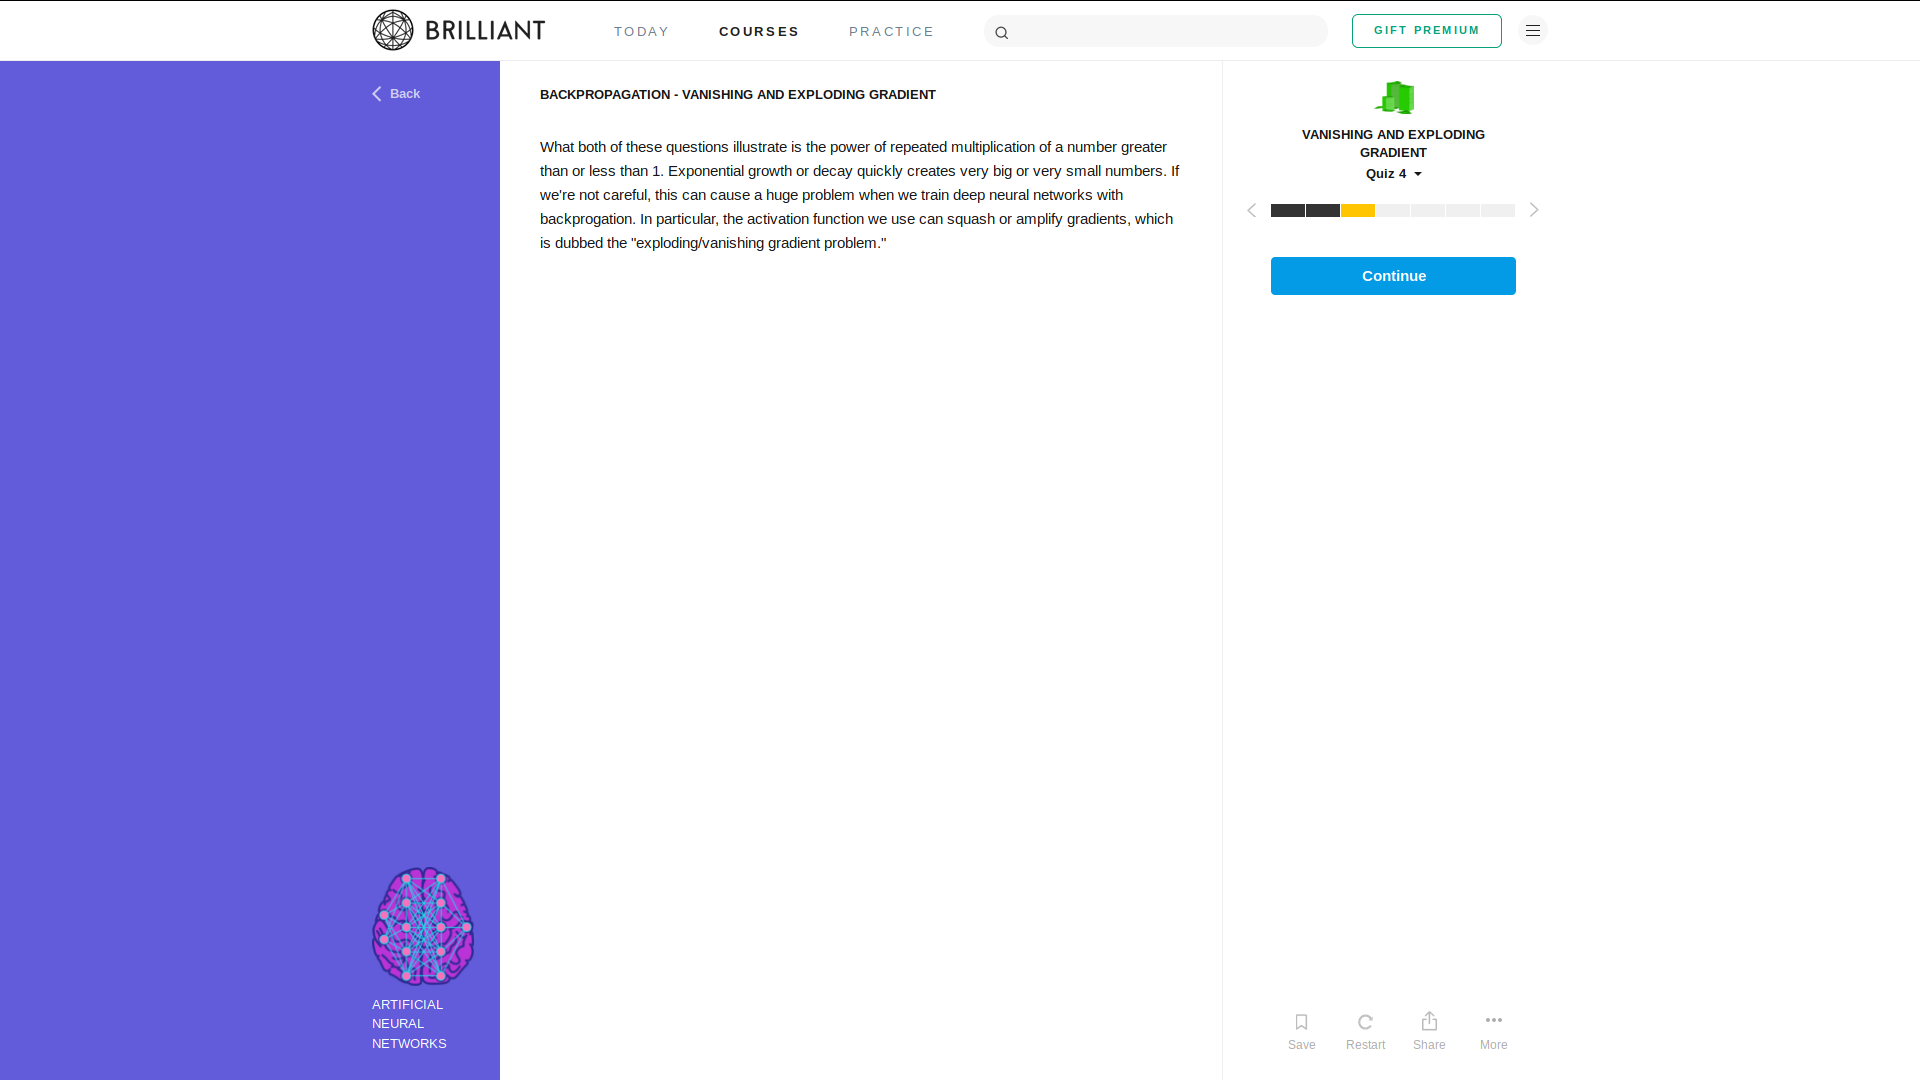 BRILLIANT
TODAY
COURSES
PRACTICE
GIFT PREMIUM
Back
BACKPROPAGATION - VANISHING AND EXPLODING GRADIENT
What both of these questions illustrate is the power of repeated multiplication of a number greater
than or less than 1. Exponential growth or decay quickly creates very big or very small numbers. If
we're not careful, this can cause a huge problem when we train deep neural networks with
backprogation. In particular, the activation function we use can squash or amplify gradients, which
is dubbed the "exploding/vanishing gradient problem."
VANISHING AND EXPLODING
GRADIENT
Quiz 4
Continue
ARTIFICIAL
NEURAL
NETWORKS
Save
Restart
Share
More